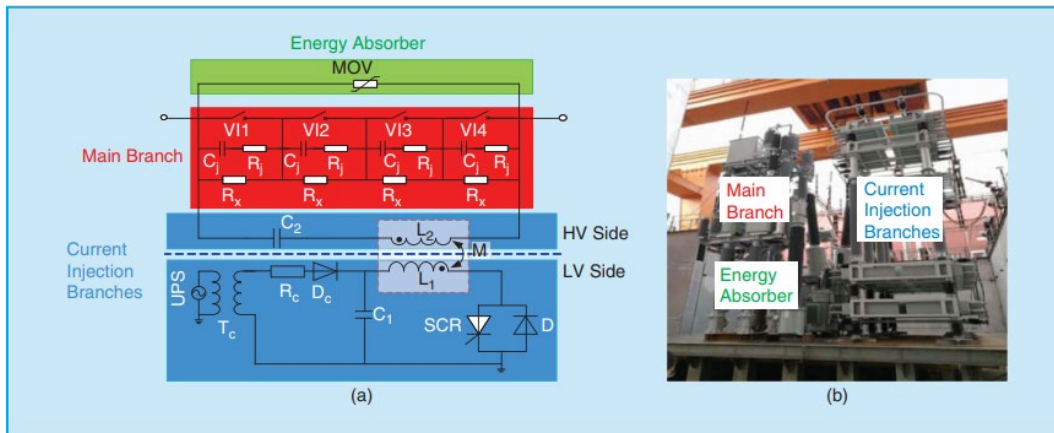 Energy Absorber
MOV
VI1 VI2 VI3 VI4
Main Branch
Cj Rj Cj Rj Cj Rj Cj Rj
Rx Rx Rx Rx
C2 L2 HV Side
M
Current
Injection
Branches
LV Side
L1
UPS
Tc
Rc Dc
C1
SCR D
(a)
Main
Branch
Current
Injection
Branches
Energy
Absorber
(b)